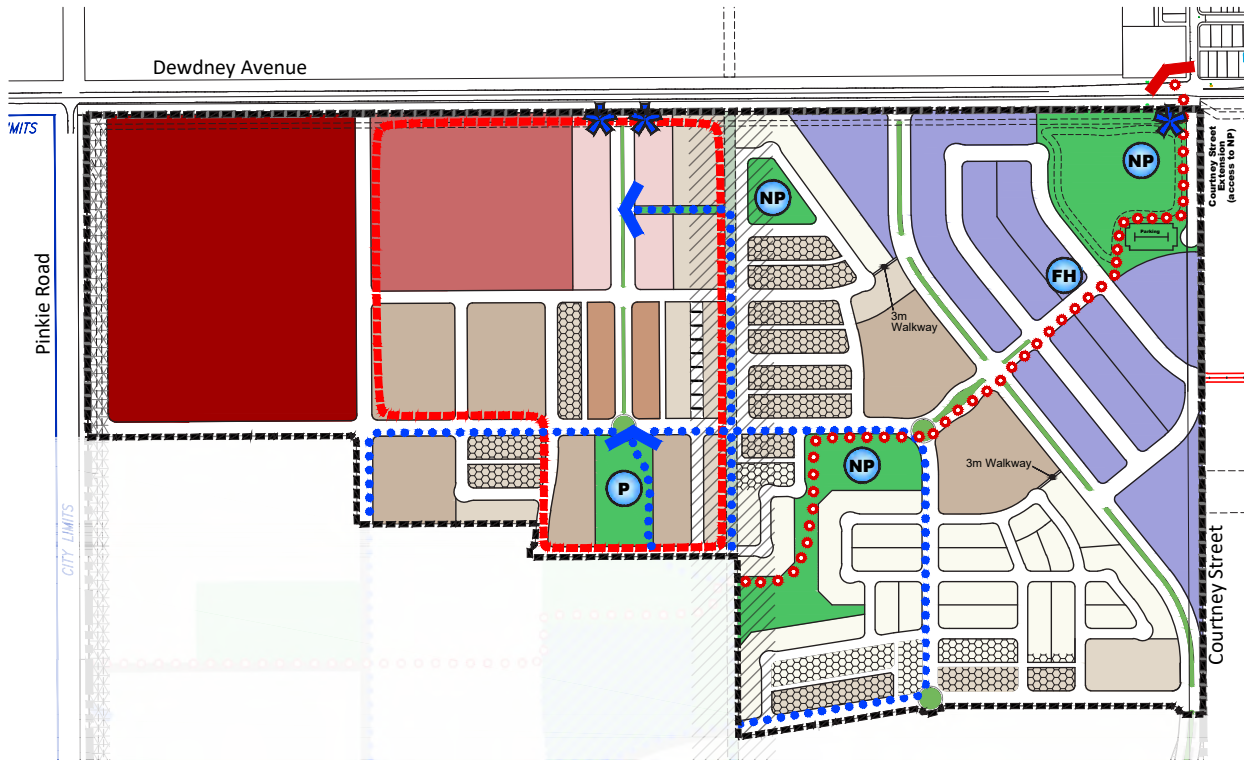 Dewdney Avenue
MITS
NP
Courtney Street
Extension
(access to NP)
NP
Parking
FH
3m
Walkway
Pinkie Road
3m Walkway
NP
P
CITY LIMITS
Courtney Street